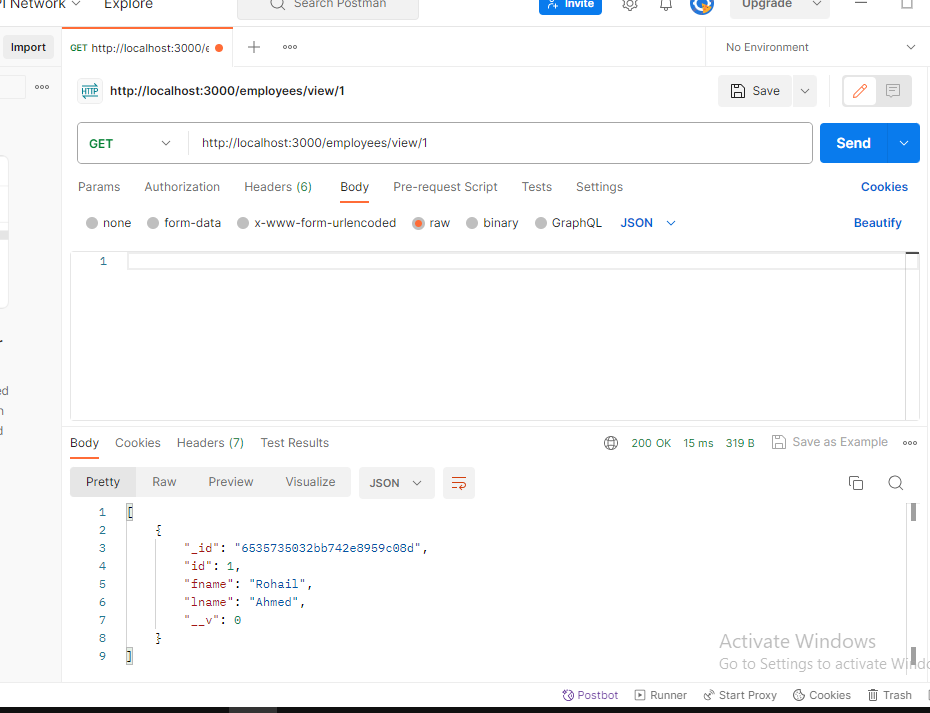 Network Explore Search Postman Invite Upgrade
Import GET http://localhost:3000/e No Environment
HTTP http://localhost:3000/employees/view/1 Save
GET http://localhost:3000/employees/view/1 Send
Params Authorization Headers (6) Body Pre-request Script Tests Settings Cookies
none form-data x-www-form-urlencoded raw binary GraphQL JSON Beautify
1
Body Cookies Headers (7) Test Results 200 OK 15 ms 319 B Save as Example
Pretty Raw Preview Visualize JSON
1 [
2 {
3 "_id": "6535735032bb742e8959c08d",
4 "id": 1,
5 "fname": "Rohail",
6 "lname": "Ahmed",
7 "__v": 0
8 }
9 ]
Activate Windows
Go to Settings to activate Windo
Postbot Runner Start Proxy Cookies Trash